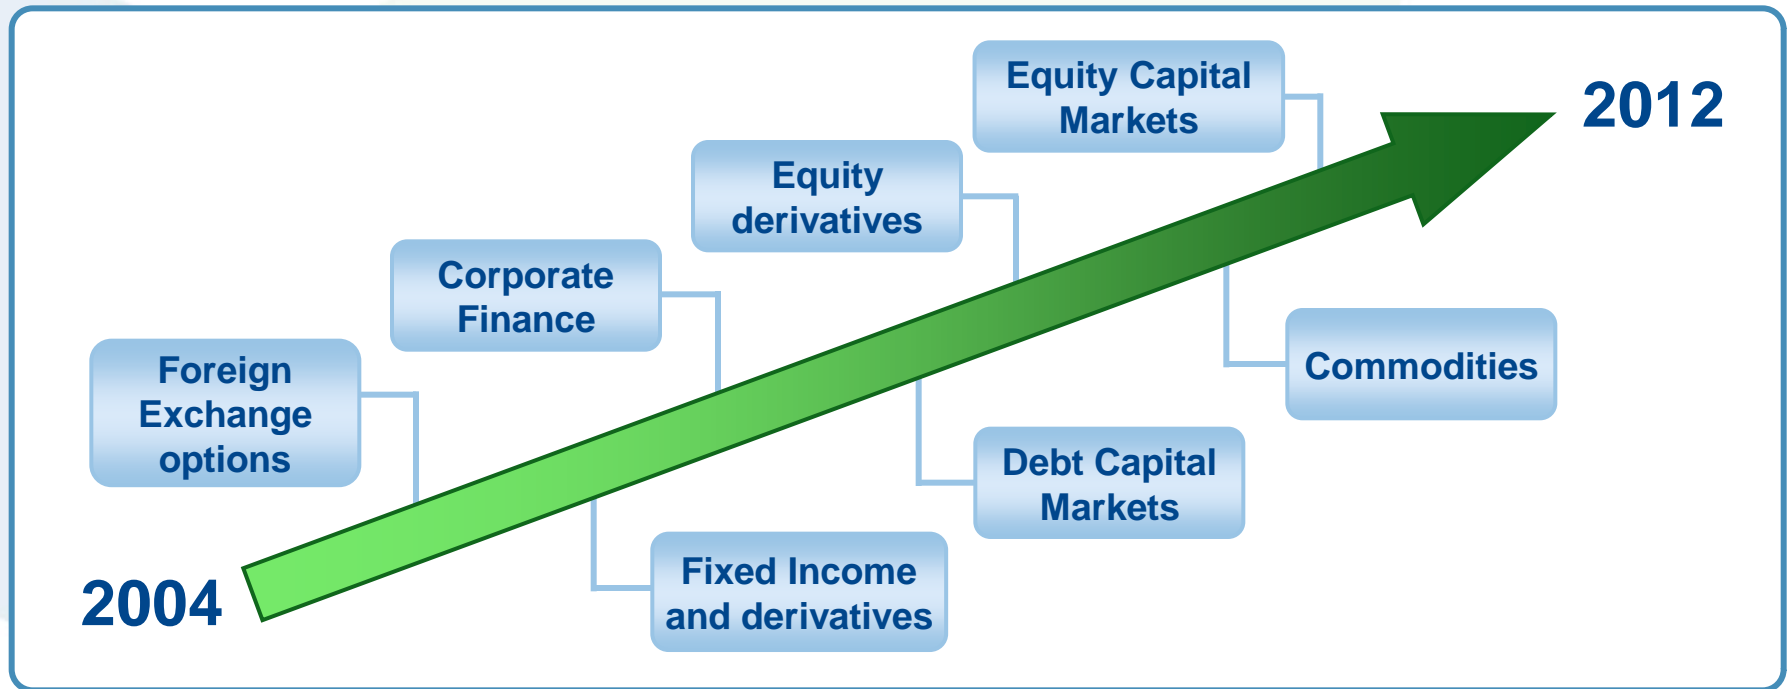 Equity Capital
Markets
2012
Equity
derivatives
Corporate
Finance
Foreign
Exchange
options
Commodities
Debt Capital
Markets
Fixed Income
and derivatives
2004